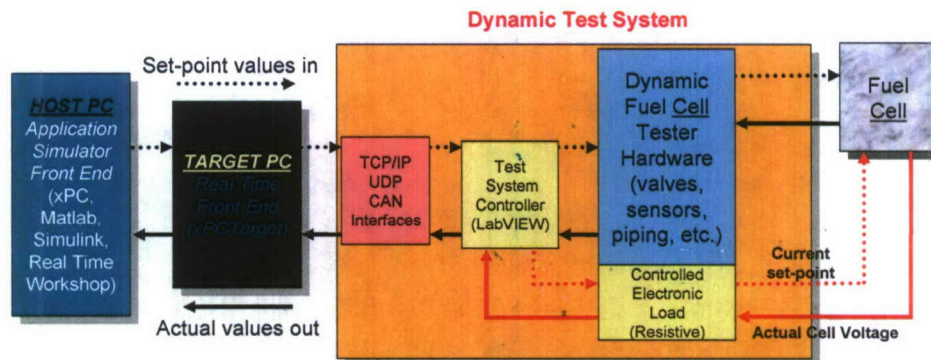 Dynamic Test System
Set-point values in
HOST PC
Application
Simulator
Front End
(xPC,
Matlab,
Simulink,
Real Time
Workshop)
TARGET PC
Real Time
Front End
(xPCTarget)
TCP/IP
UDP
CAN
Interfaces
Test
System
Controller
(LabVIEW)
Dynamic
Fuel Cell
Tester
Hardware
(valves,
sensors,
piping, etc.)
Controlled
Electronic
Load
(Resistive)
Fuel
Cell
Current
set-point
Actual Cell Voltage
Actual values out